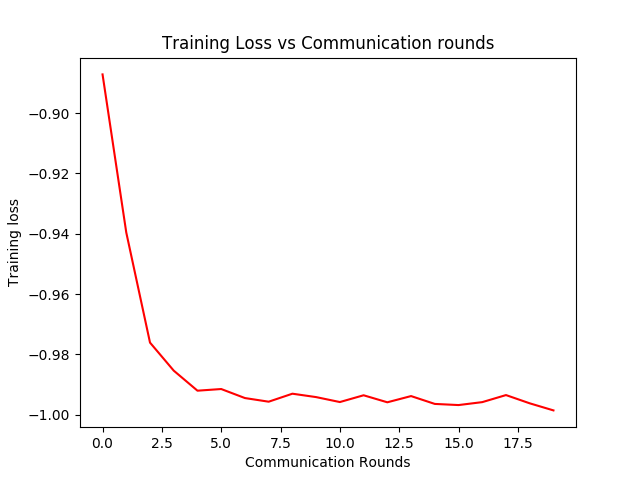 Training Loss vs Communication rounds
−0.90
−0.92
−0.94
−0.96
−0.98
−1.00
Training loss
0.0 2.5 5.0 7.5 10.0 12.5 15.0 17.5
Communication Rounds